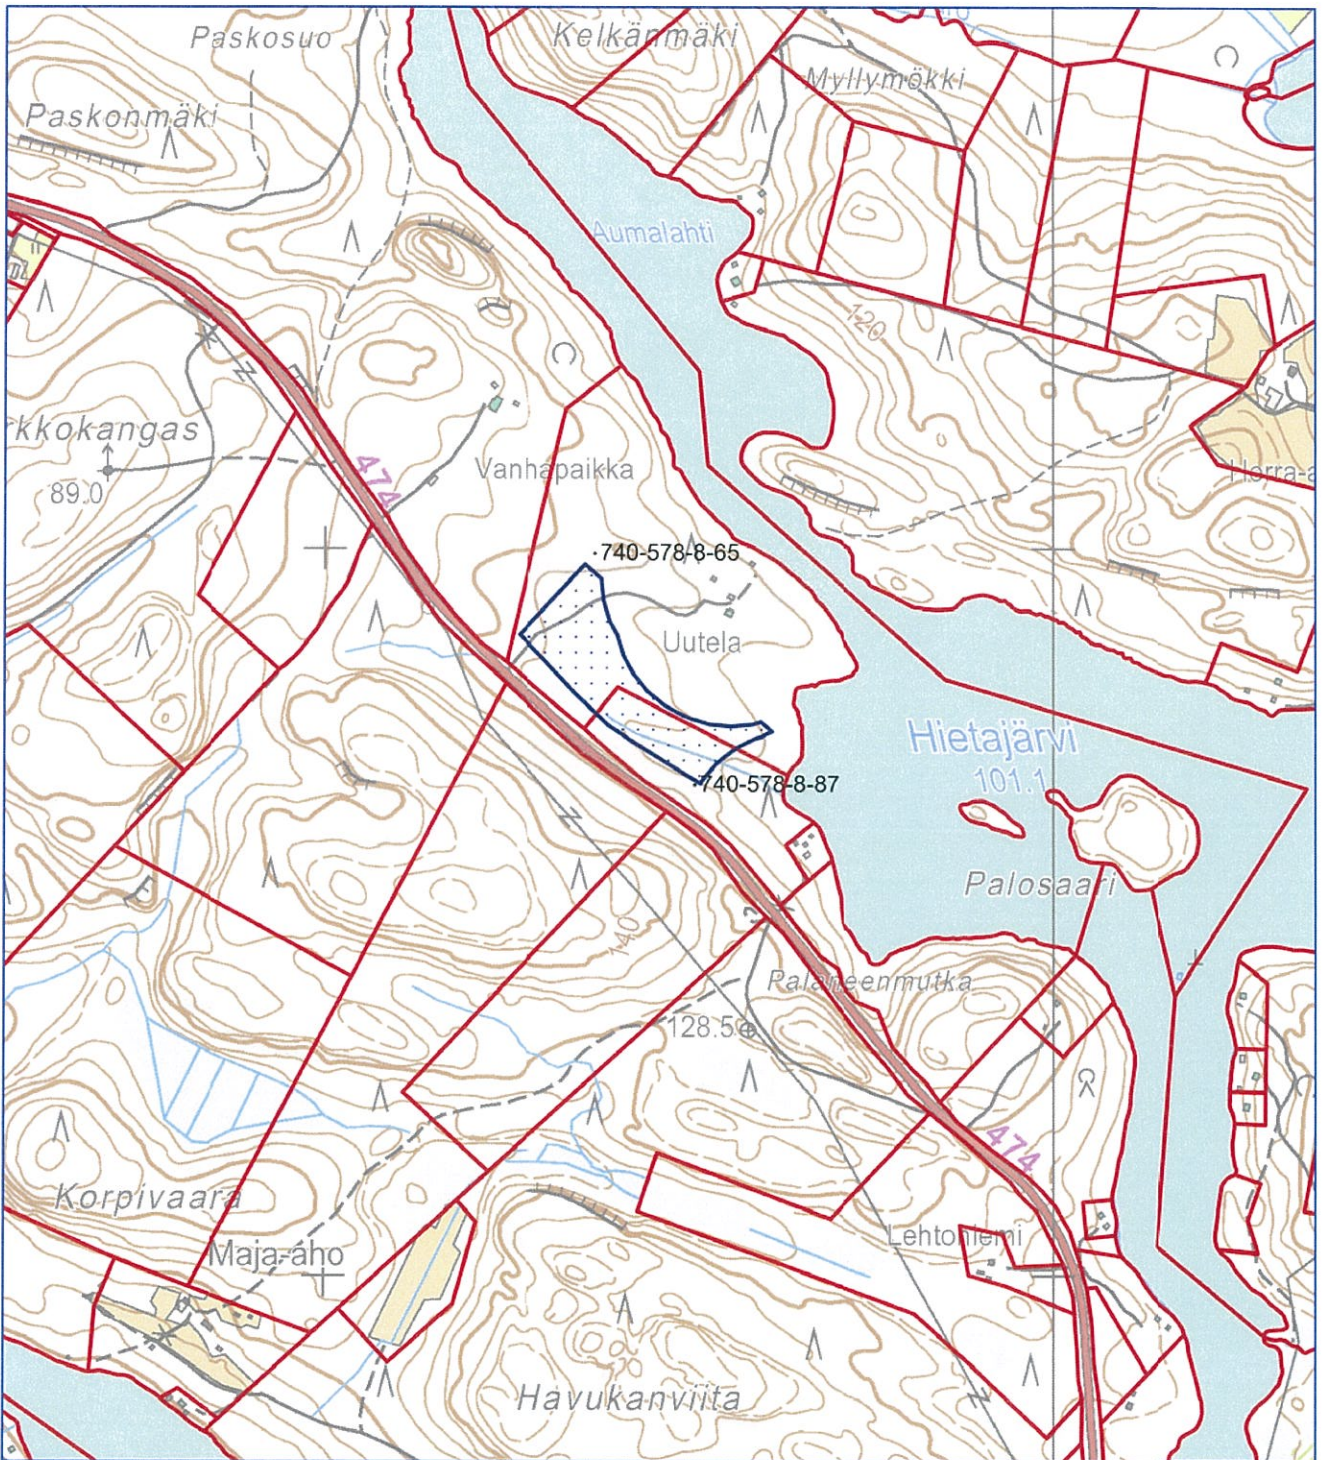 Paskosuo
Kelkänmäki
Myllymökki
Paskonmäki
Aumalahti
120
kkokangas
474
Vanhapaikka
89.0
740-578-8-65
Uutela
Hietajärvi
101.1
740-578-8-87
Palosaari
140
Palaneenmutka
128.5
474
Korpivaara
Lehtoniemi
Maja-aho
Havukanviita